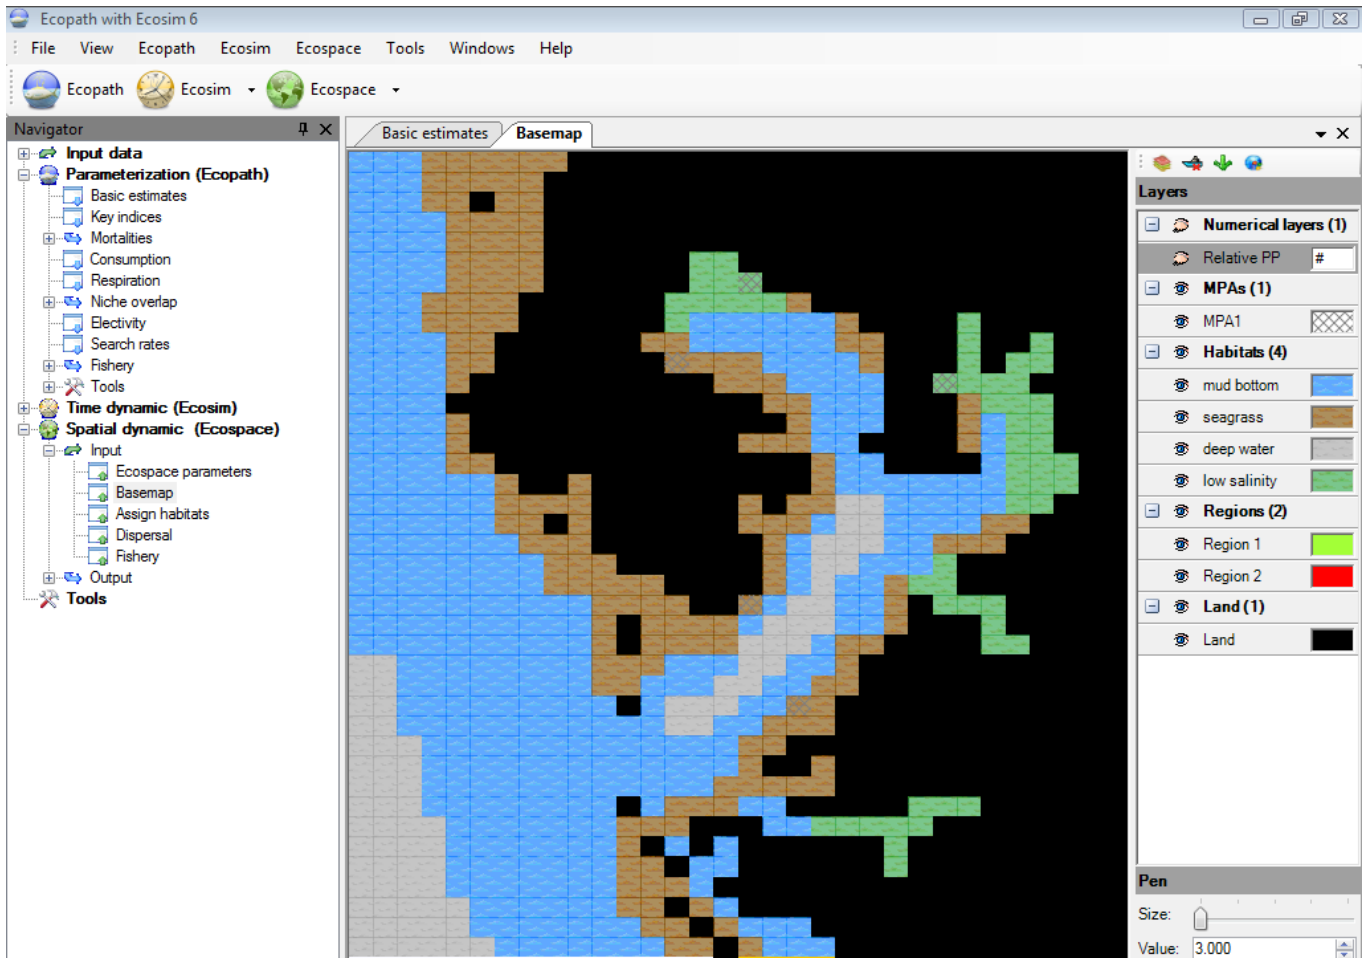 Ecopath with Ecosim 6
File View Ecopath Ecosim Ecospace Tools Windows Help
Ecopath Ecosim Ecospace
Navigator
Input data
Parameterization (Ecopath)
Basic estimates
Key indices
Mortalities
Consumption
Respiration
Niche overlap
Electivity
Search rates
Fishery
Tools
Time dynamic (Ecosim)
Spatial dynamic (Ecospace)
Input
Ecospace parameters
Basemap
Assign habitats
Dispersal
Fishery
Output
Tools
Basic estimates Basemap
Layers
Numerical layers (1)
Relative PP #
MPAs (1)
MPA1
Habitats (4)
mud bottom
seagrass
deep water
low salinity
Regions (2)
Region 1
Region 2
Land (1)
Land
Pen
Size:
Value: 3.000